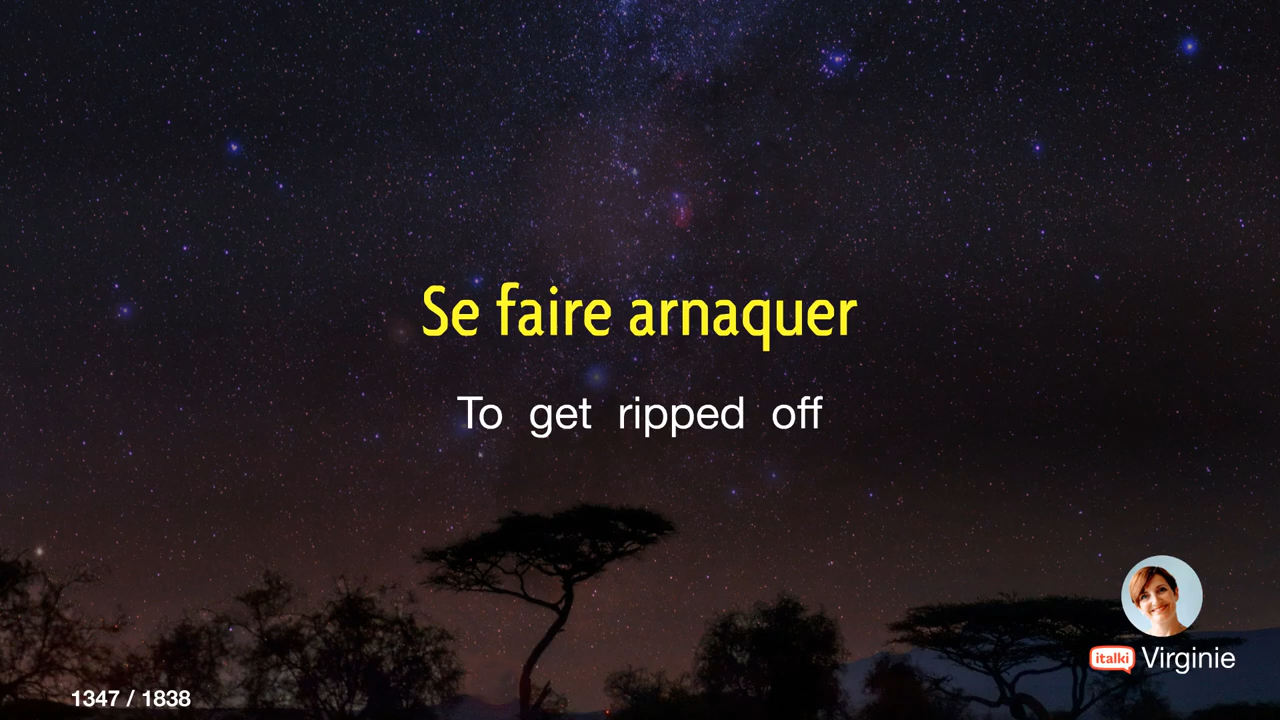 Se faire arnaquer
To get ripped off
italki Virginie
1347 / 1838